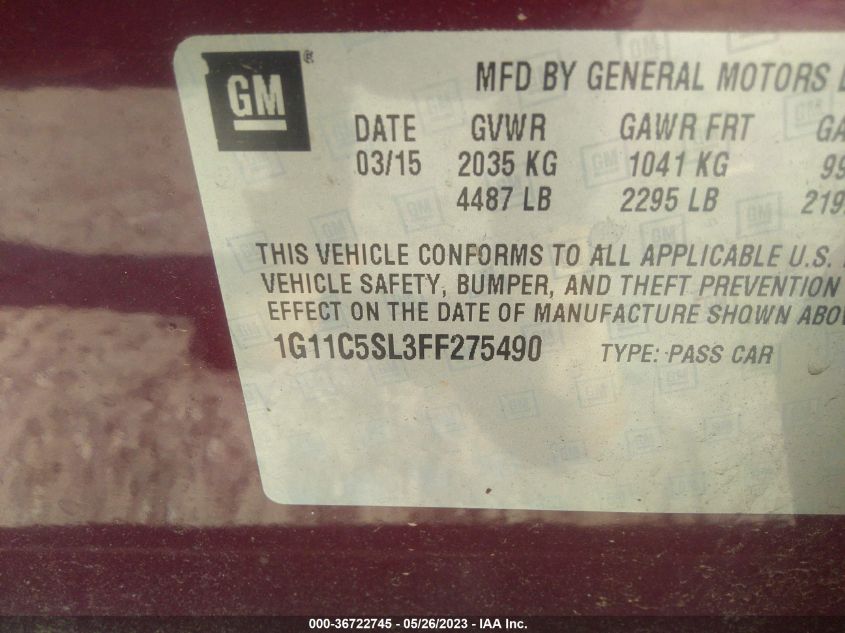 GM ®
MFD BY GENERAL MOTORS
DATE GVWR GAWR FRT
03/15 2035 KG 1041 KG
4487 LB 2295 LB
THIS VEHICLE CONFORMS TO ALL APPLICABLE U.S.
VEHICLE SAFETY, BUMPER, AND THEFT PREVENTION
EFFECT ON THE DATE OF MANUFACTURE SHOWN
1G11C5SL3FF275490 TYPE: PASS CAR
000-36722745 - 05/26/2023 - IAA Inc.